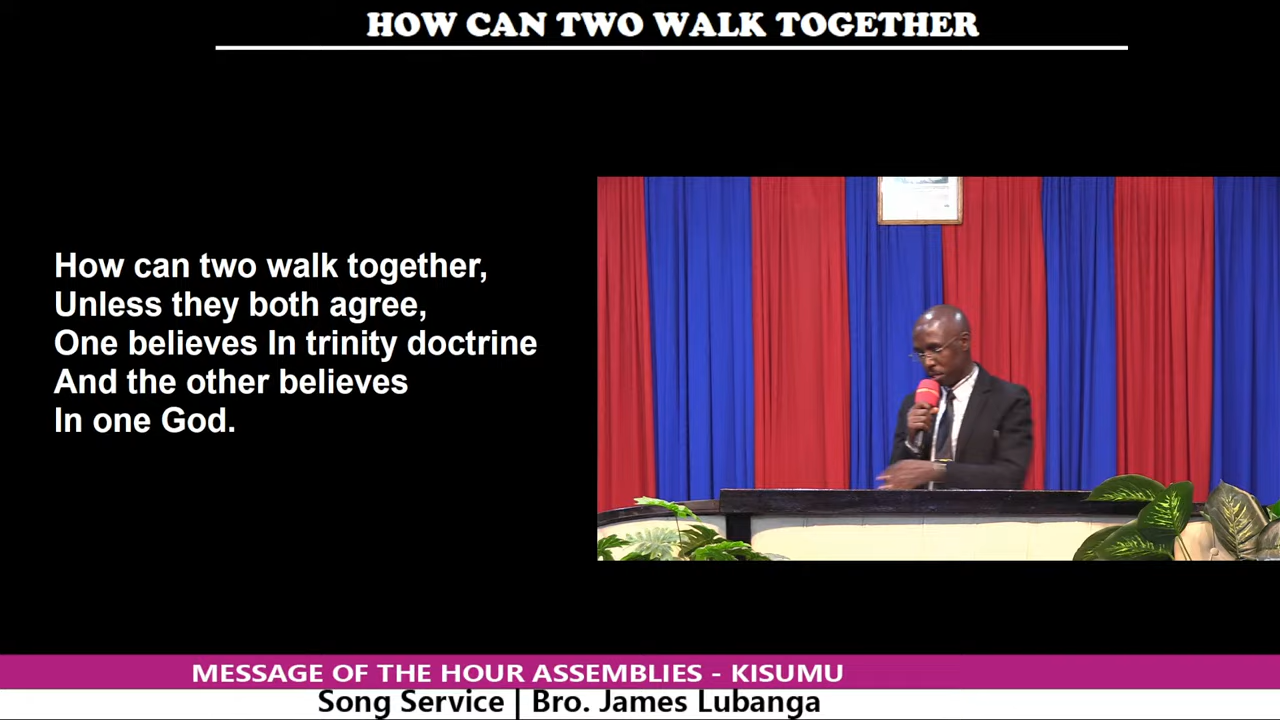 HOW CAN TWO WALK TOGETHER
How can two walk together,
Unless they both agree,
One believes In trinity doctrine
And the other believes
In one God.
MESSAGE OF THE HOUR ASSEMBLIES - KISUMU
Song Service | Bro. James Lubanga